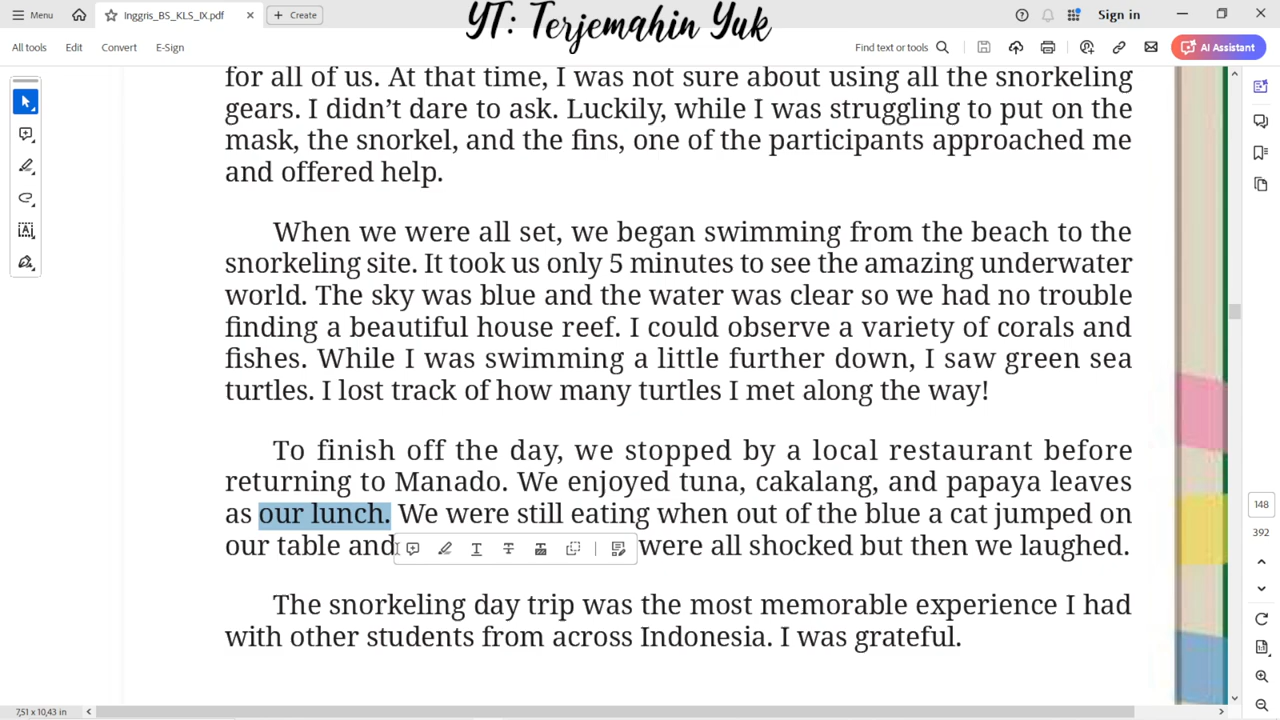 Menu
Inggris_BS_KLS_IX.pdf
Create
YT: Terjemahin Yuk
Sign in
All tools
Edit
Convert
E-Sign
Find text or tools
AI Assistant
for all of us. At that time, I was not sure about using all the snorkeling
gears. I didn’t dare to ask. Luckily, while I was struggling to put on the
mask, the snorkel, and the fins, one of the participants approached me
and offered help.
When we were all set, we began swimming from the beach to the
snorkeling site. It took us only 5 minutes to see the amazing underwater
world. The sky was blue and the water was clear so we had no trouble
finding a beautiful house reef. I could observe a variety of corals and
fishes. While I was swimming a little further down, I saw green sea
turtles. I lost track of how many turtles I met along the way!
To finish off the day, we stopped by a local restaurant before
returning to Manado. We enjoyed tuna, cakalang, and papaya leaves
as our lunch. We were still eating when out of the blue a cat jumped on
our table and were all shocked but then we laughed.
The snorkeling day trip was the most memorable experience I had
with other students from across Indonesia. I was grateful.
148
392
7,51 x 10,43 in